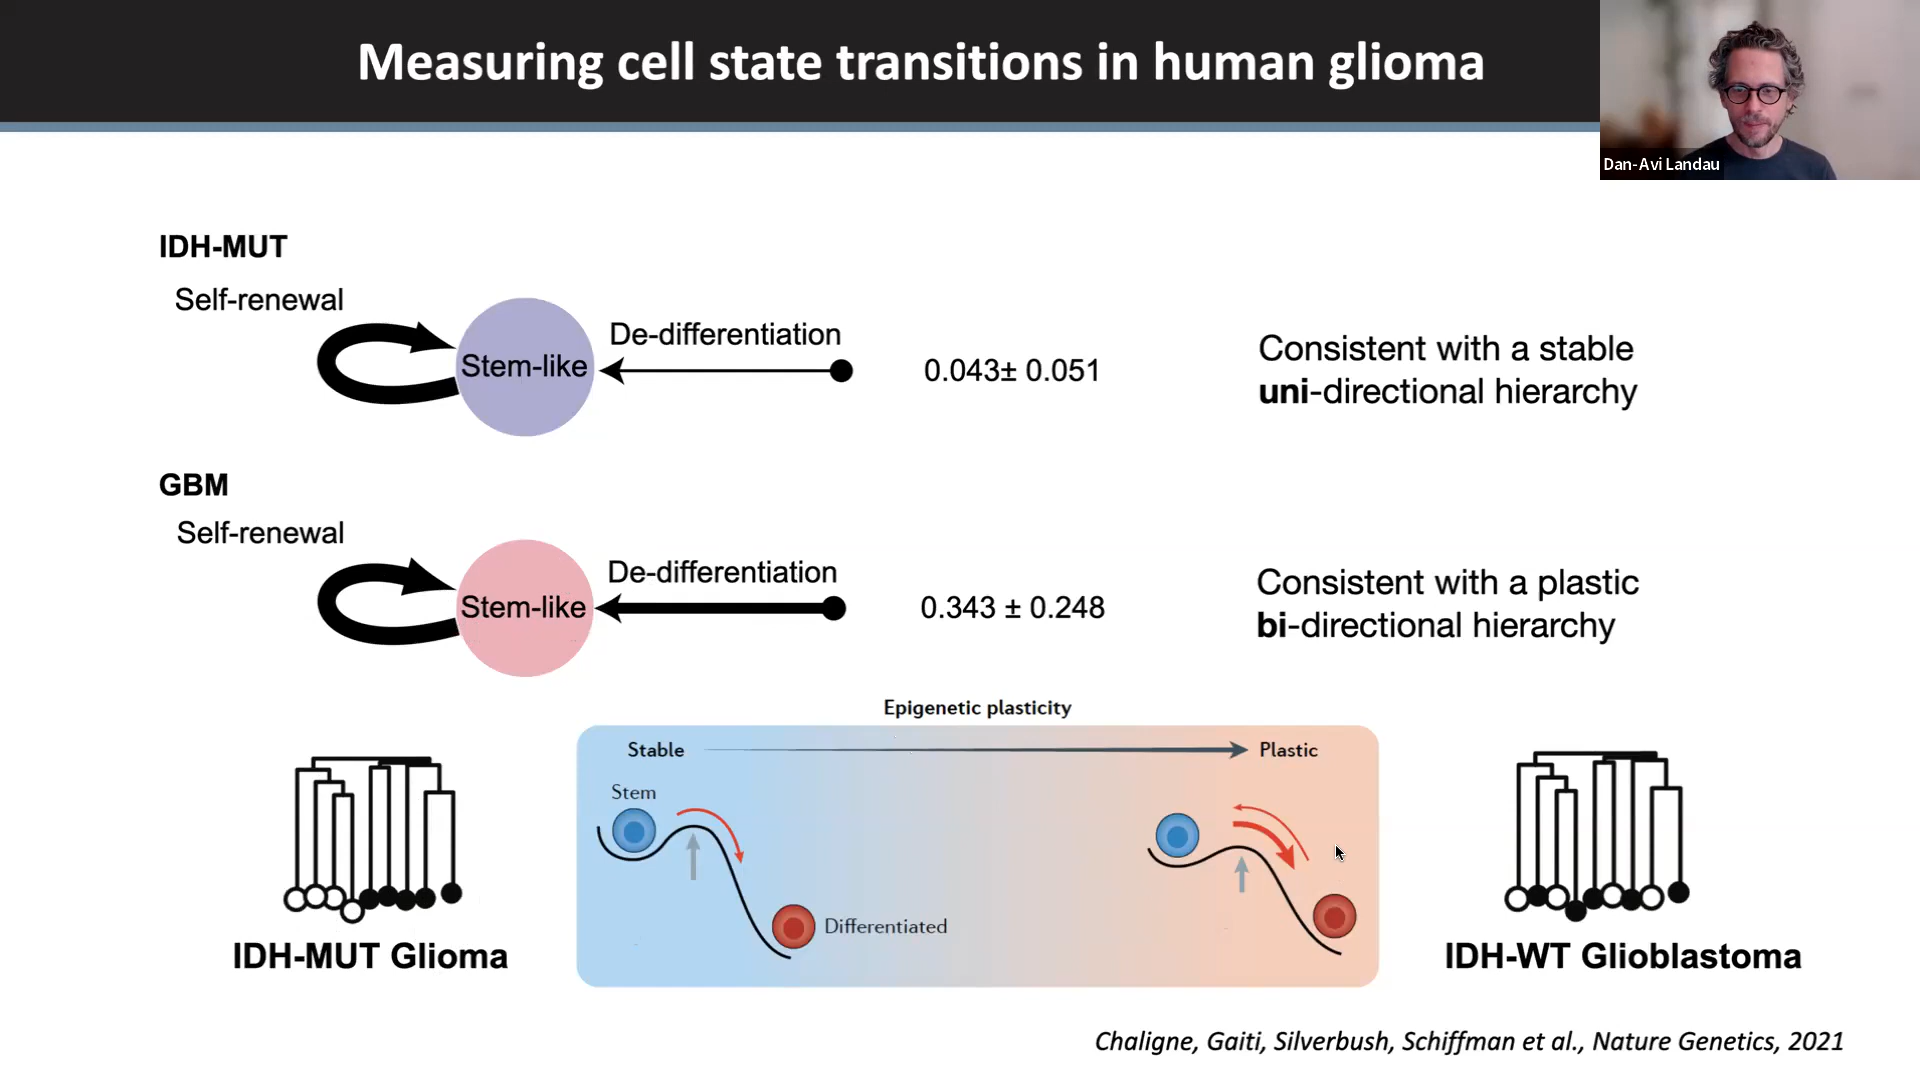 Measuring cell state transitions in human glioma
Dan-Avi Landau
IDH-MUT
Self-renewal
Stem-like
De-differentiation
0.043± 0.051
Consistent with a stable
uni-directional hierarchy
GBM
Self-renewal
Stem-like
De-differentiation
0.343 ± 0.248
Consistent with a plastic
bi-directional hierarchy
Epigenetic plasticity
Stable
Plastic
Stem
Differentiated
IDH-MUT Glioma
IDH-WT Glioblastoma
Chaligne, Gaiti, Silverbush, Schiffman et al., Nature Genetics, 2021